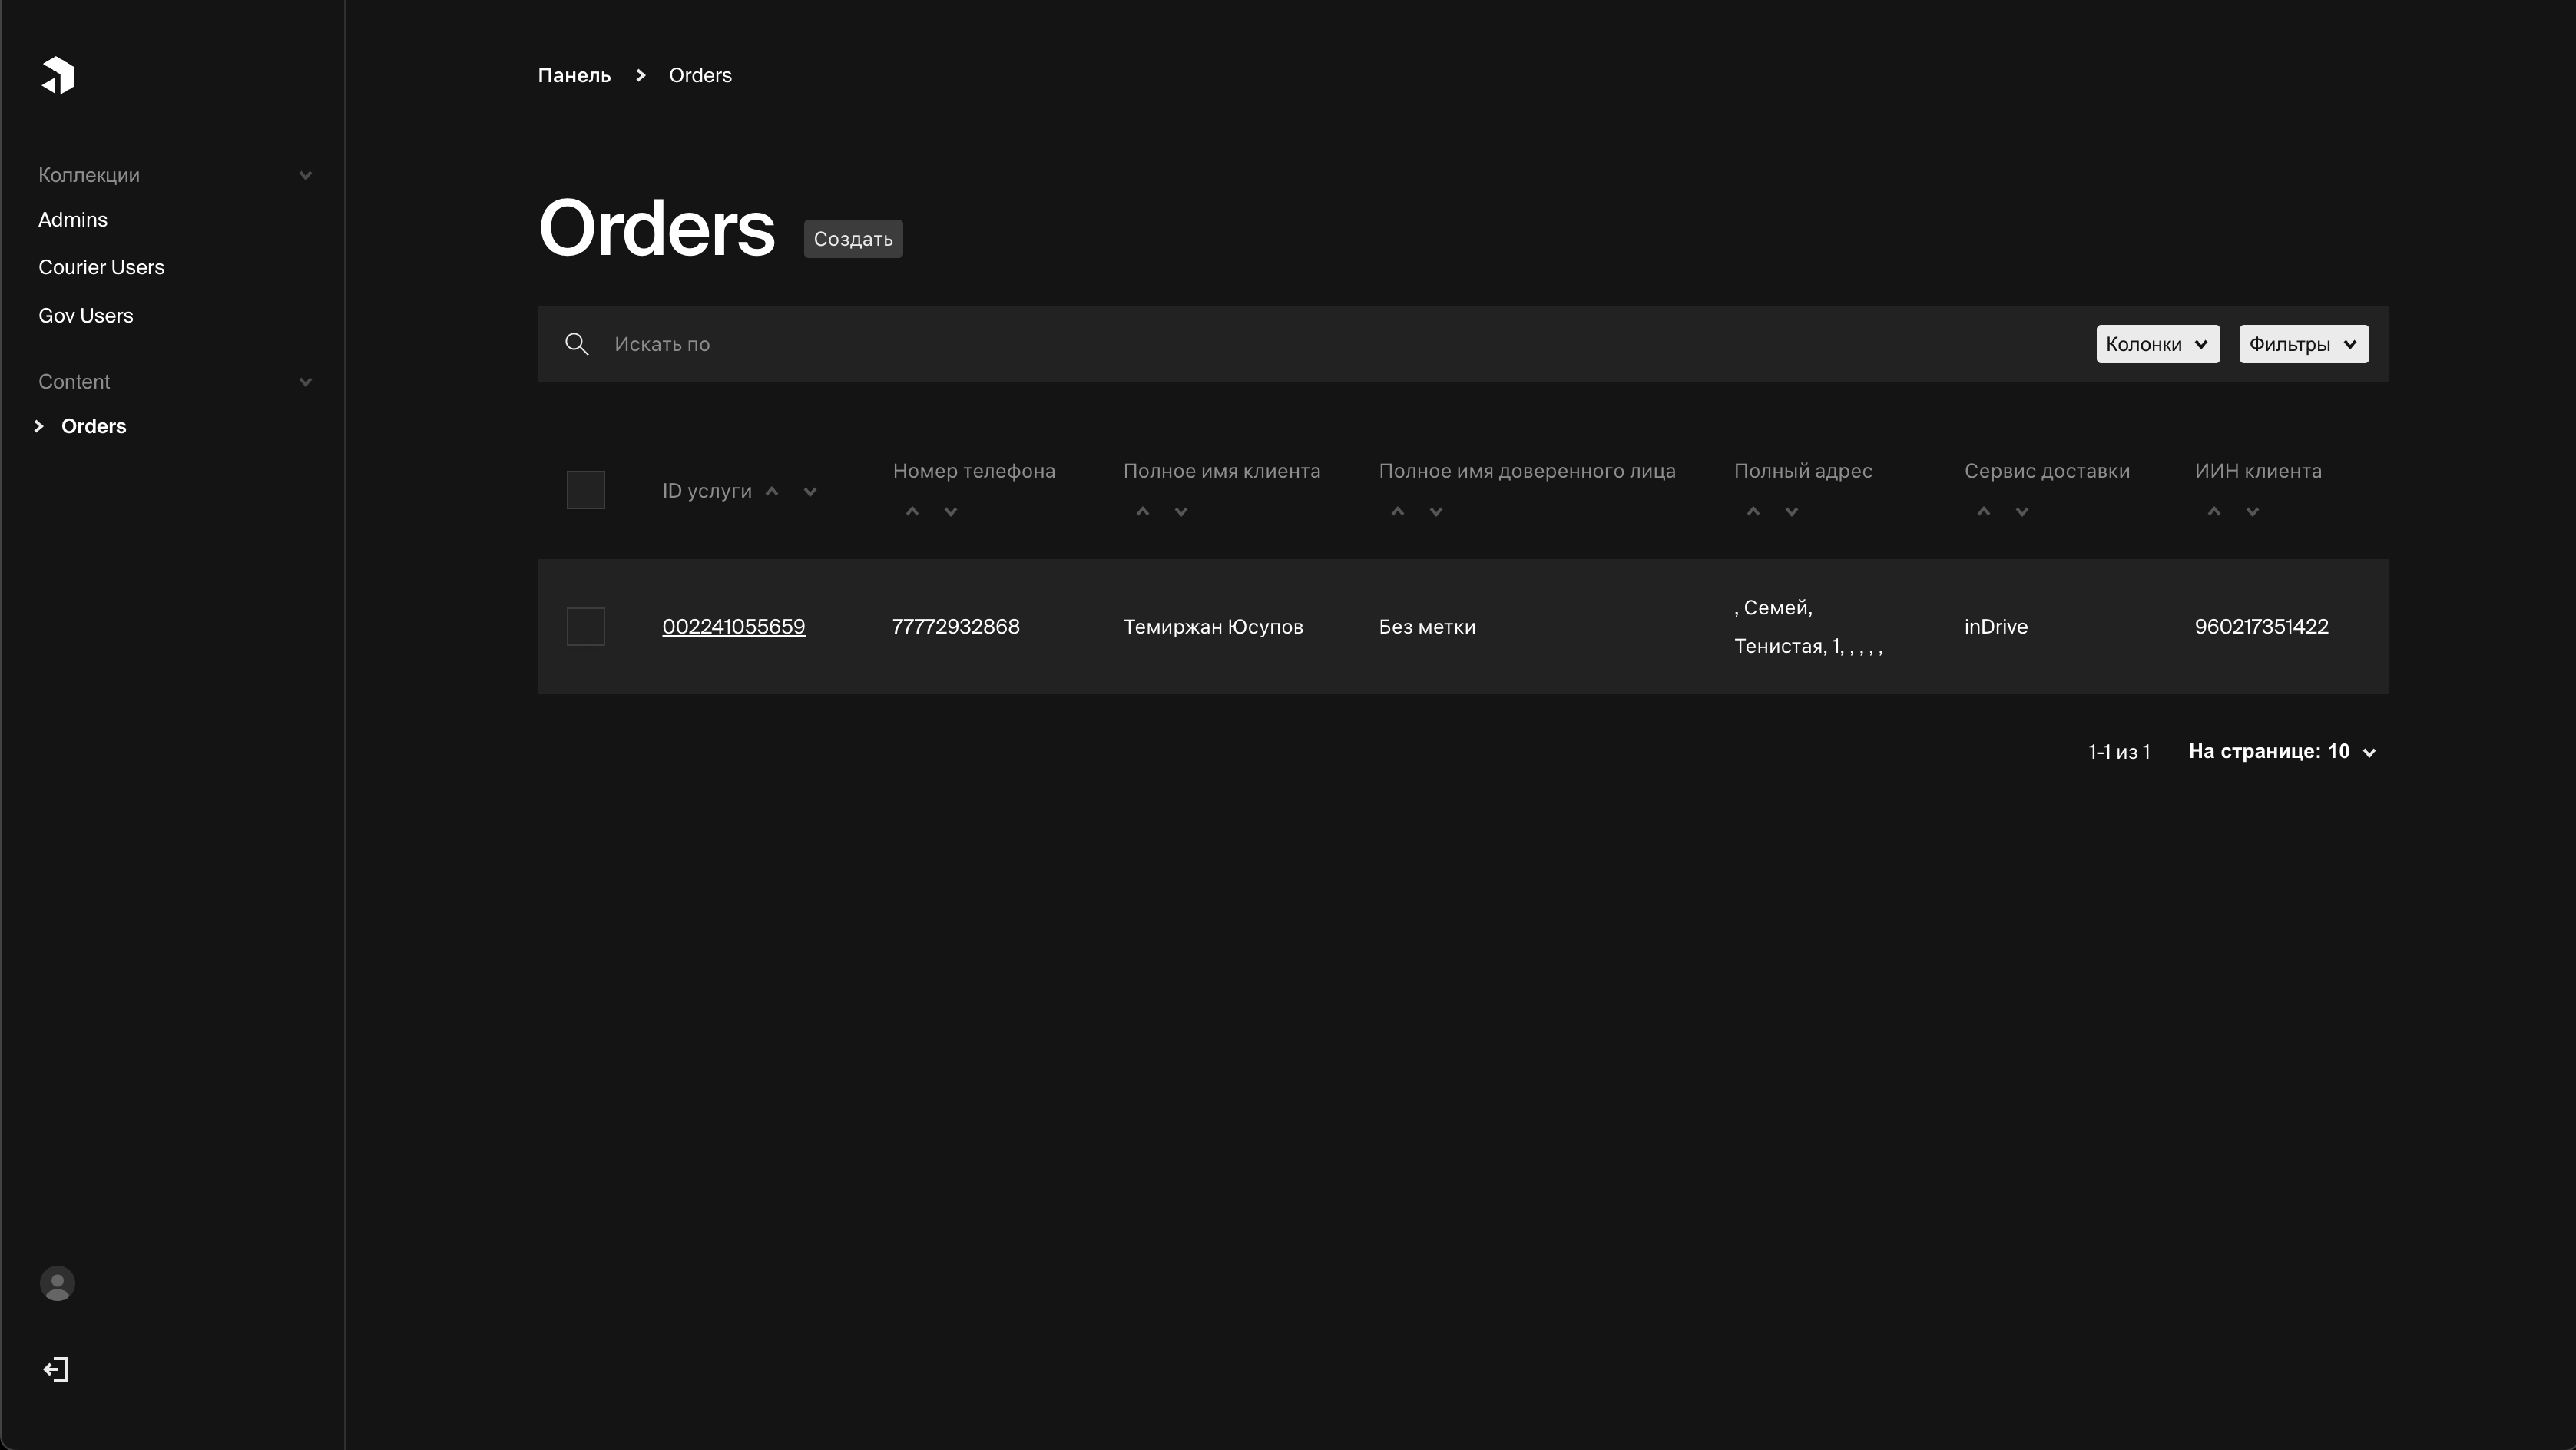 Панель
Orders
Коллекции
Admins
Courier Users
Gov Users
Content
Orders
Orders
Создать
Искать по
Колонки
Фильтры
ID услуги
Номер телефона
Полное имя клиента
Полное имя доверенного лица
Полный адрес
Сервис доставки
ИИН клиента
002241055659
77772932868
Темиржан Юсупов
Без метки
, Семей,
Тенистая, 1, , , , ,
inDrive
960217351422
1-1 из 1
На странице: 10